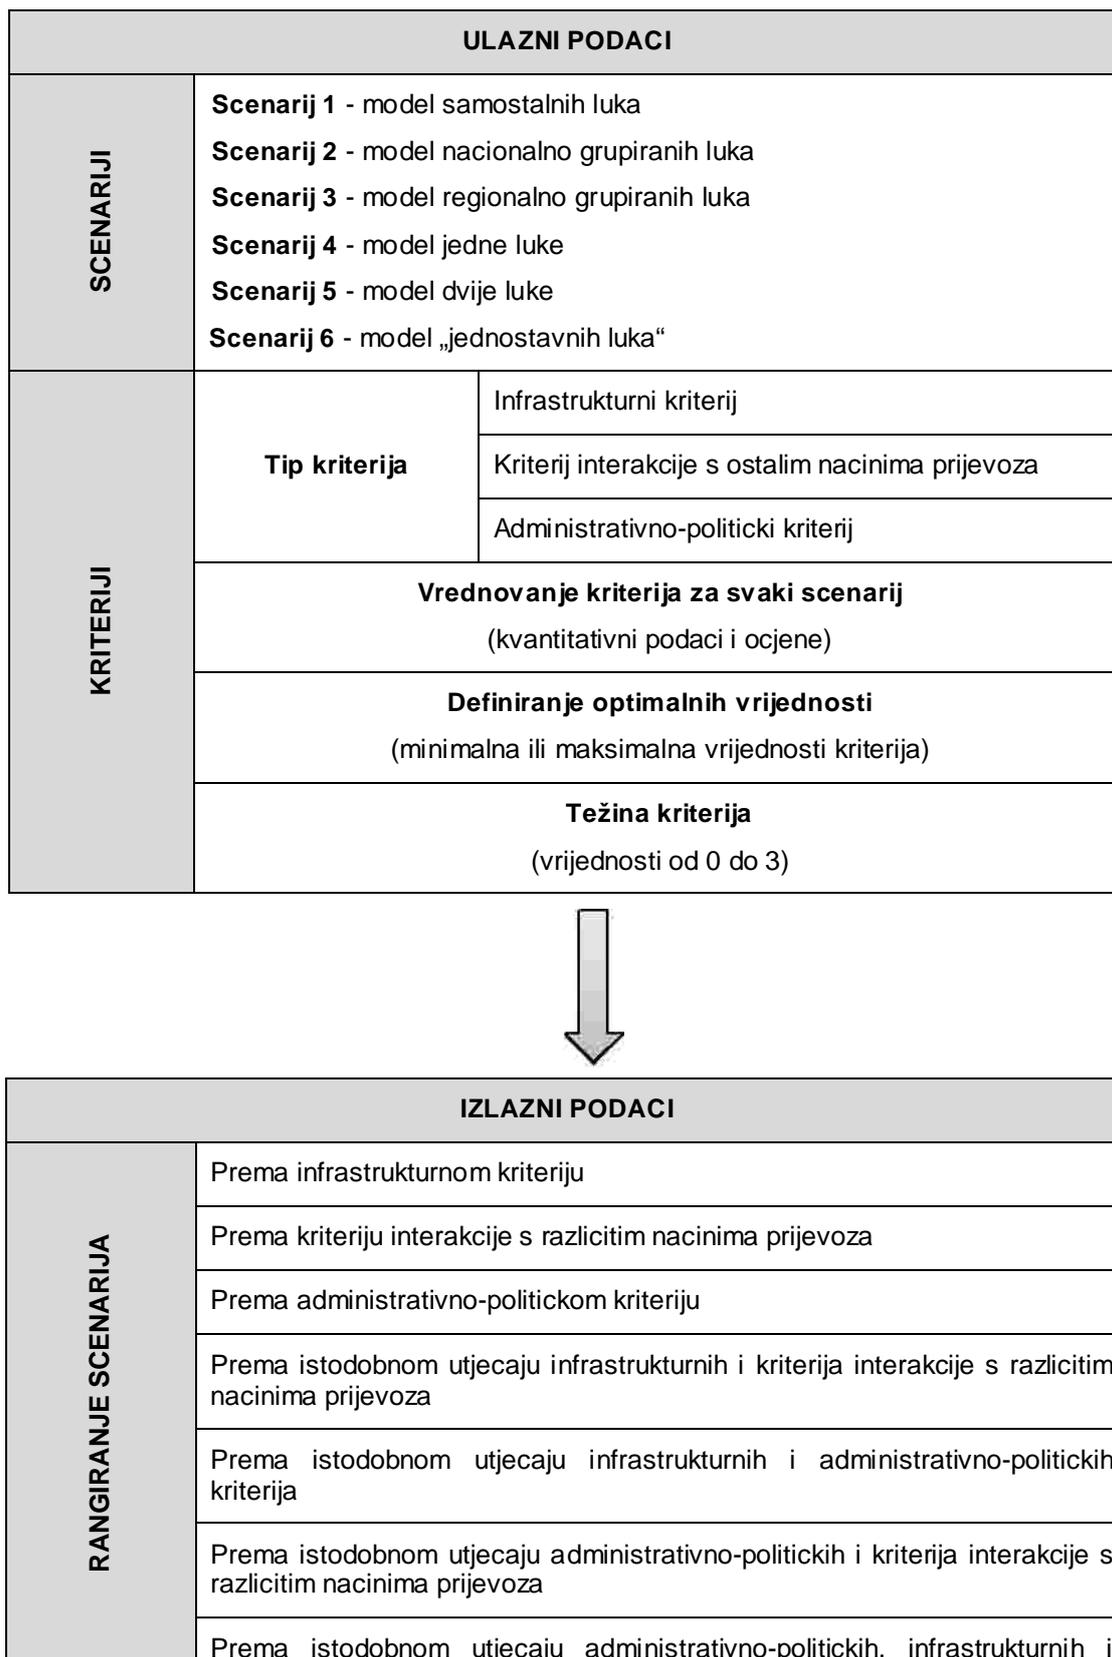 ULAZNI PODACI
SCENARIJI
Scenarij 1 - model samostalnih luka
Scenarij 2 - model nacionalno grupiranih luka
Scenarij 3 - model regionalno grupiranih luka
Scenarij 4 - model jedne luke
Scenarij 5 - model dvije luke
Scenarij 6 - model „jednostavnih luka“
KRITERIJI
Tip kriterija
Infrastrukturni kriterij
Kriterij interakcije s ostalim nacinima prijevoza
Administrativno-politicki kriterij
Vrednovanje kriterija za svaki scenarij
(kvantitativni podaci i ocjene)
Definiranje optimalnih vrijednosti
(minimalna ili maksimalna vrijednosti kriterija)
Težina kriterija
(vrijednosti od 0 do 3)
IZLAZNI PODACI
RANGIRANJE SCENARIJA
Prema infrastrukturnom kriteriju
Prema kriteriju interakcije s razlicitim nacinima prijevoza
Prema administrativno-politickom kriteriju
Prema istodobnom utjecaju infrastrukturnih i kriterija interakcije s razlicitim
nacinima prijevoza
Prema istodobnom utjecaju infrastrukturnih i administrativno-politickih
kriterija
Prema istodobnom utjecaju administrativno-politickih i kriterija interakcije s
razlicitim nacinima prijevoza
Prema istodobnom utjecaju administrativno-politickih, infrastrukturnih i